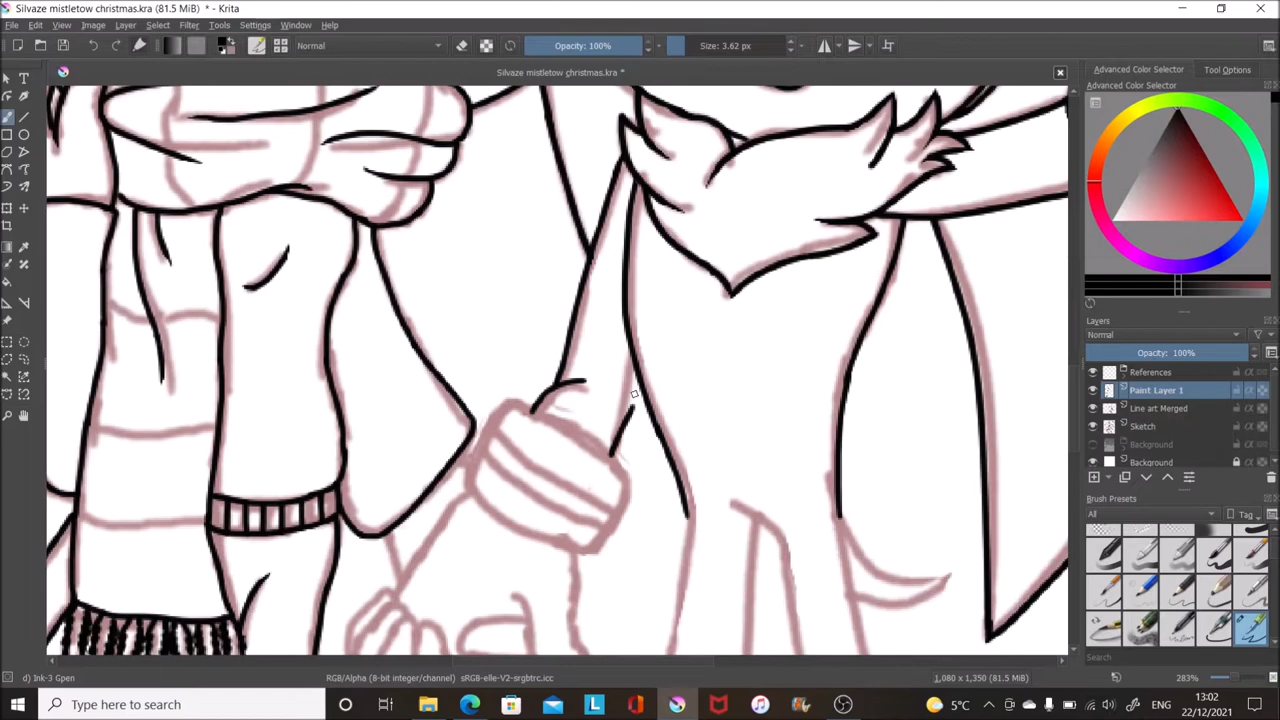 Silvaze mistletow christmas.kra (81.5 MiB) * - Krita
File Edit View Image Layer Select Filter Tools Settings Window Help
Normal Opacity: 100% Size: 3.62 px
Silvaze mistletow christmas.kra *
Advanced Color Selector Tool Options
Advanced Color Selector
Layers
Normal
Opacity: 100%
References
Paint Layer 1
Line art Merged
Sketch
Background
Background
Brush Presets
All Tag
Search
d) Ink-3 Gpen RGB/Alpha (8-bit integer/channel) sRGB-elle-V2-srgbtrc.icc 1,080 x 1,350 (81.5 MiB) 283%
Type here to search 5°C ENG 13:02
22/12/2021